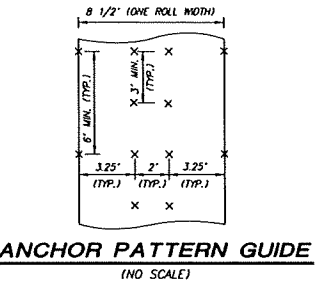 8 1/2' (ONE ROLL WIDTH)
6' MIN. (TYP.)
3' MIN. (TYP.)
3.25' 2' 3.25'
(TYP.) (TYP.) (TYP.)
ANCHOR PATTERN GUIDE
(NO SCALE)